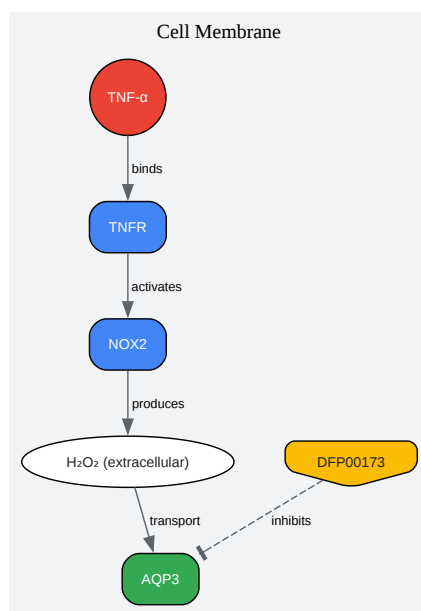 Cell Membrane
TNF-α
binds
TNFR
activates
NOX2
produces
H₂O₂ (extracellular)
DFP00173
transport
inhibits
AQP3